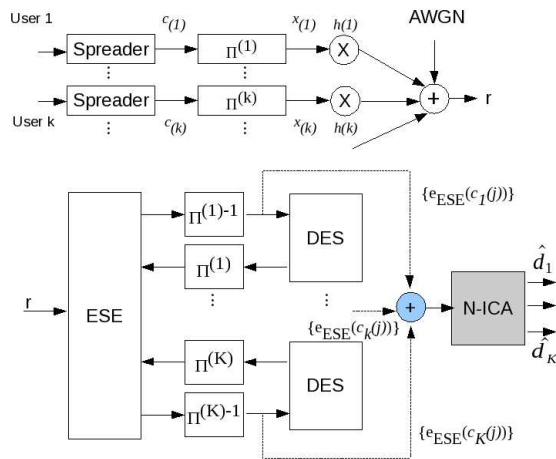 User 1
c(1)
x(1)
h(1)
AWGN
Spreader
Π(1)
X
⋮
⋮
Spreader
Π(k)
X
+
r
User k
c(k)
x(k)
h(k)
⋮
⋮
Π(1)-1
{eESE(c1(j))}
DES
Π(1)
d̂1
r
ESE
⋮
⋮
+
N-ICA
{eESE(ck(j))}
d̂K
Π(K)
DES
Π(K)-1
{eESE(cK(j))}